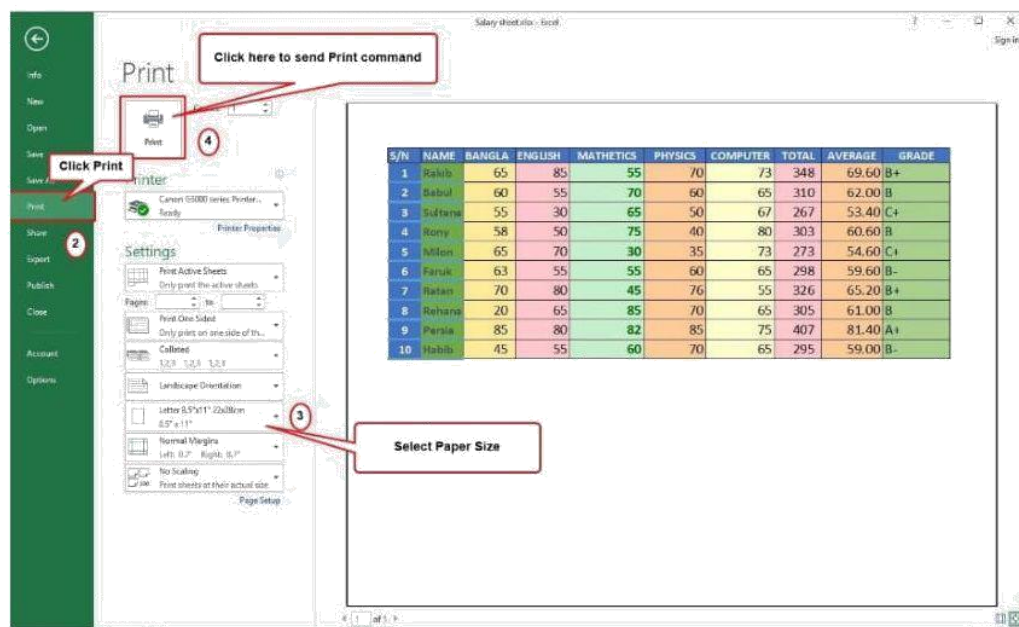 Salary sheet.xlsx - Excel
?
Sign in
Info
New
Open
Save
Save As
Print
Share
Export
Publish
Close
Account
Options
Click Print
2
Print
Click here to send Print command
Print
1
4
Printer
Canon G5000 series Printer...
Ready
Printer Properties
Settings
Print Active Sheets
Only print the active sheets
Pages: to
Print One Sided
Only print on one side of th...
Collated
1,2,3 1,2,3 1,2,3
Landscape Orientation
Letter 8.5"x11" 22x28cm
8.5" x 11"
3
Select Paper Size
Normal Margins
Left: 0.7" Right: 0.7"
No Scaling
Print sheets at their actual size
Page Setup
S/N NAME BANGLA ENGLISH MATHETICS PHYSICS COMPUTER TOTAL AVERAGE GRADE
1 Rakib 65 85 55 70 73 348 69.60 B+
2 Babul 60 55 70 60 65 310 62.00 B
3 Sultana 55 30 65 50 67 267 53.40 C+
4 Rony 58 50 75 40 80 303 60.60 B
5 Milon 65 70 30 35 73 273 54.60 C+
6 Faruk 63 55 55 60 65 298 59.60 B-
7 Ratan 70 80 45 76 55 326 65.20 B+
8 Rehana 20 65 85 70 65 305 61.00 B
9 Persia 85 80 82 85 75 407 81.40 A+
10 Habib 45 55 60 70 65 295 59.00 B-
1 of 1